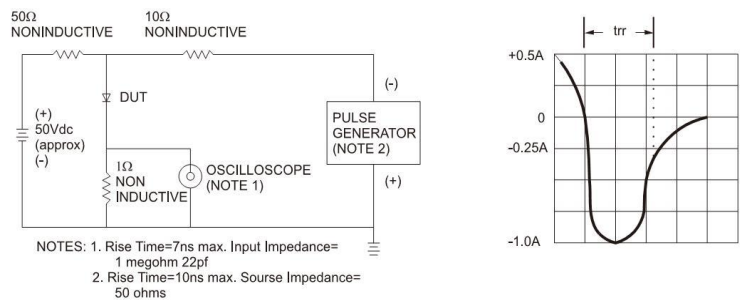 50Ω
NONINDUCTIVE
10Ω
NONINDUCTIVE
DUT
(+)
50Vdc
(approx)
(-)
1Ω
NON
INDUCTIVE
OSCILLOSCOPE
(NOTE 1)
(-)
PULSE
GENERATOR
(NOTE 2)
(+)
NOTES: 1. Rise Time=7ns max. Input Impedance=
1 megohm 22pf
2. Rise Time=10ns max. Sourse Impedance=
50 ohms
trr
+0.5A
0
-0.25A
-1.0A